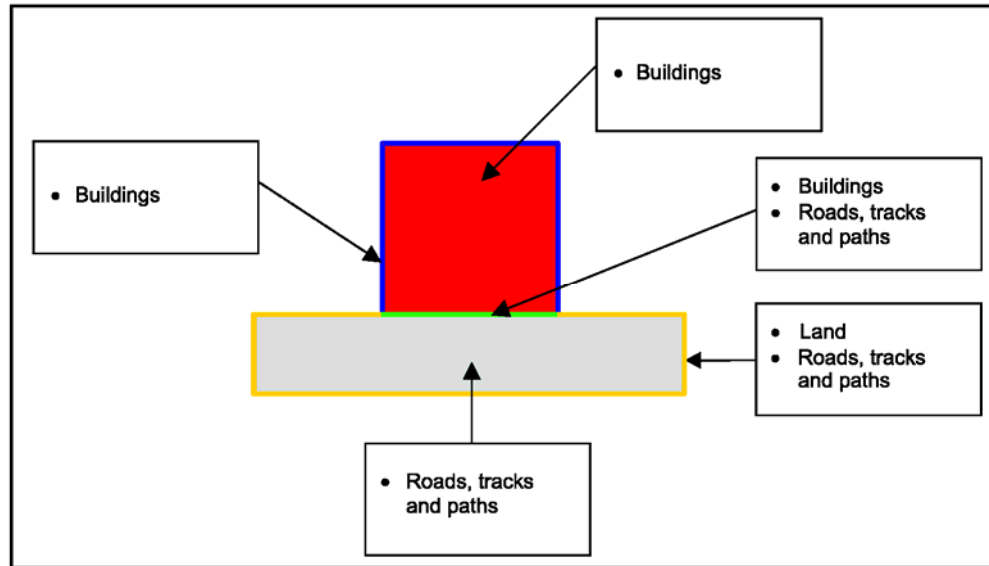 • Buildings
• Buildings
• Buildings
• Roads, tracks
and paths
• Land
• Roads, tracks
and paths
• Roads, tracks
and paths